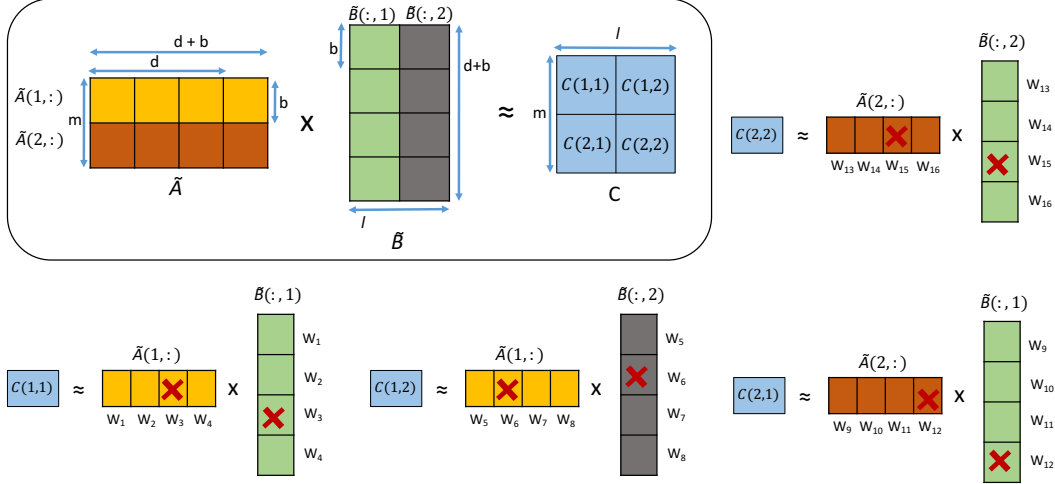 d + b
d
Ã(1,:)
Ã(2,:)
m
b
Ã
x
B̃(:,1) B̃(:,2)
b
d+b
l
B̃
≈
l
m
C(1,1) C(1,2)
C(2,1) C(2,2)
C
B̃(:,2)
Ã(2,:)
C(2,2) ≈ x
W₁₃ W₁₄ W₁₅ W₁₆
W₁₃
W₁₄
W₁₅
W₁₆
B̃(:,1)
Ã(1,:)
C(1,1) ≈ x
W₁ W₂ W₃ W₄
W₁
W₂
W₃
W₄
B̃(:,2)
Ã(1,:)
C(1,2) ≈ x
W₅ W₆ W₇ W₈
W₅
W₆
W₇
W₈
B̃(:,1)
Ã(2,:)
C(2,1) ≈ x
W₉ W₁₀ W₁₁ W₁₂
W₉
W₁₀
W₁₁
W₁₂